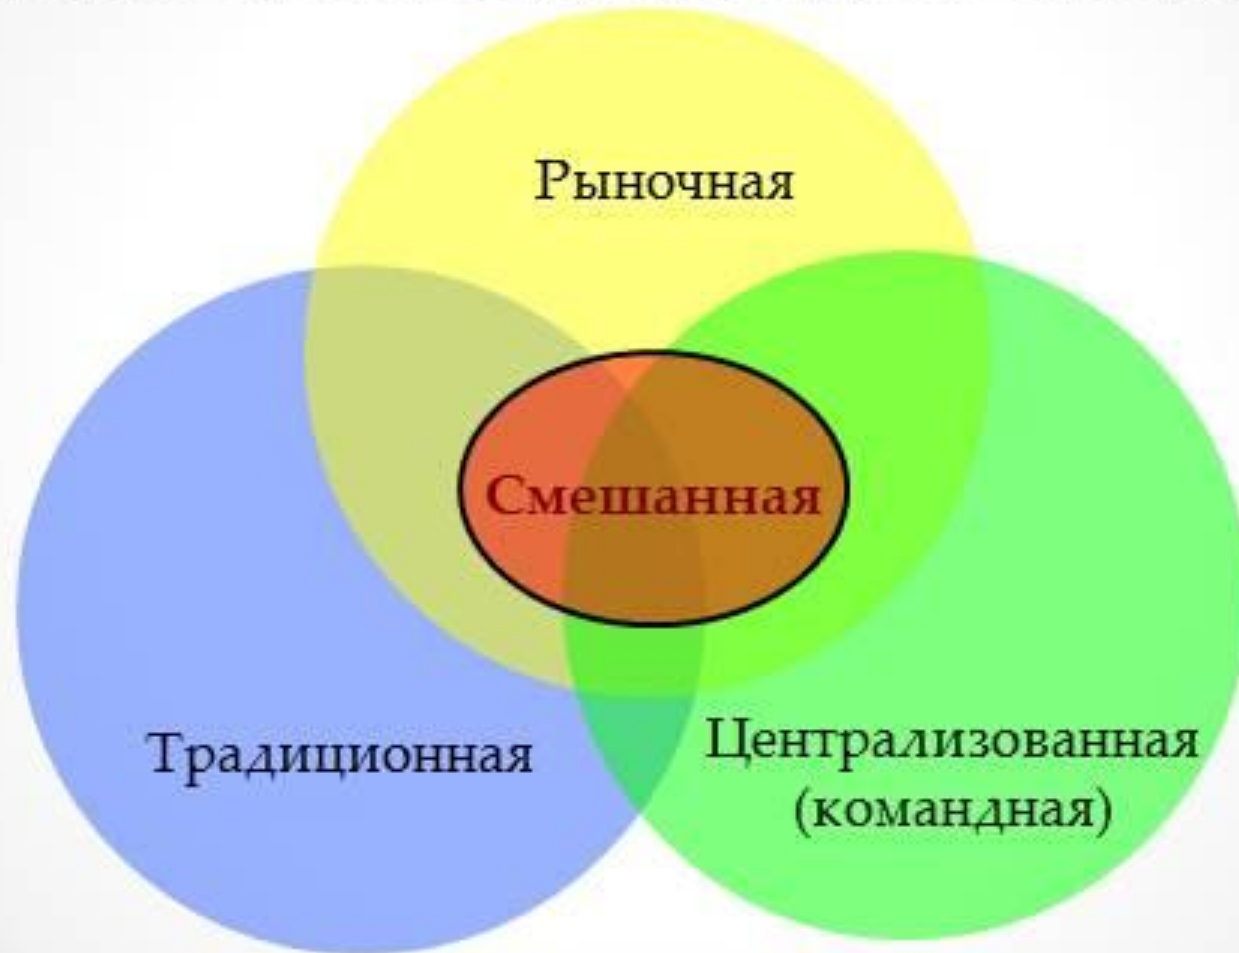 Рыночная
Смешанная
Традиционная
Централизованная
(командная)